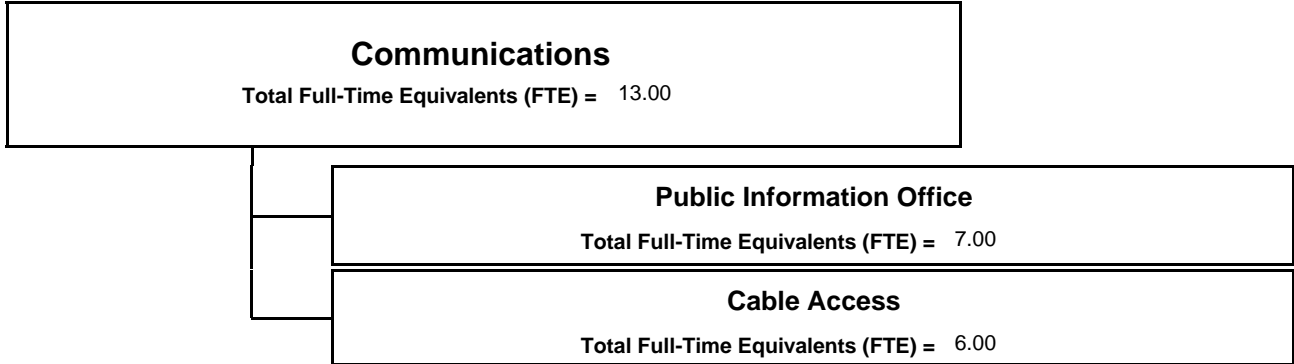 Communications
Total Full-Time Equivalents (FTE) = 13.00
Public Information Office
Total Full-Time Equivalents (FTE) = 7.00
Cable Access
Total Full-Time Equivalents (FTE) = 6.00